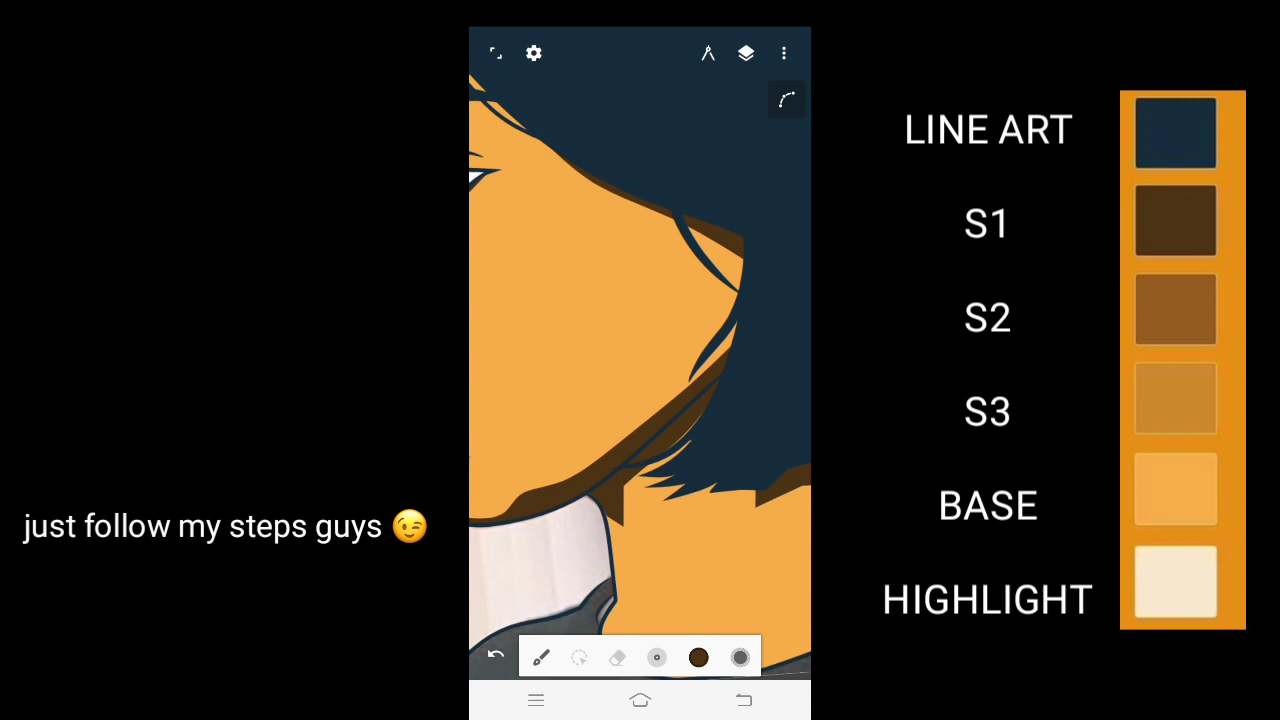 just follow my steps guys 😉
LINE ART
S1
S2
S3
BASE
HIGHLIGHT